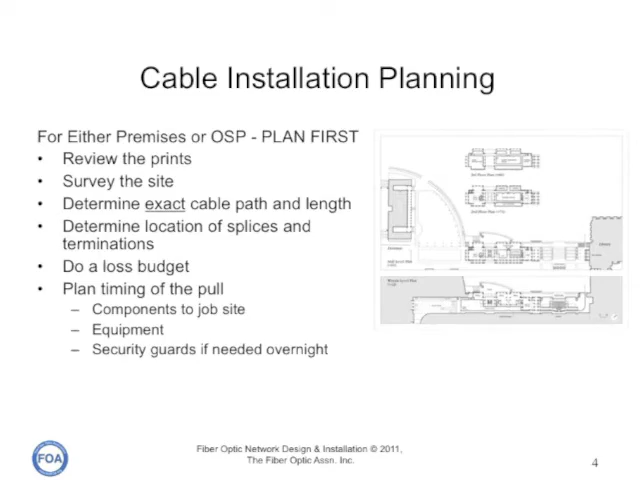 Cable Installation Planning
For Either Premises or OSP - PLAN FIRST
• Review the prints
• Survey the site
• Determine exact cable path and length
• Determine location of splices and
terminations
• Do a loss budget
• Plan timing of the pull
– Components to job site
– Equipment
– Security guards if needed overnight
FOA
Fiber Optic Network Design & Installation © 2011,
The Fiber Optic Assn. Inc.
4